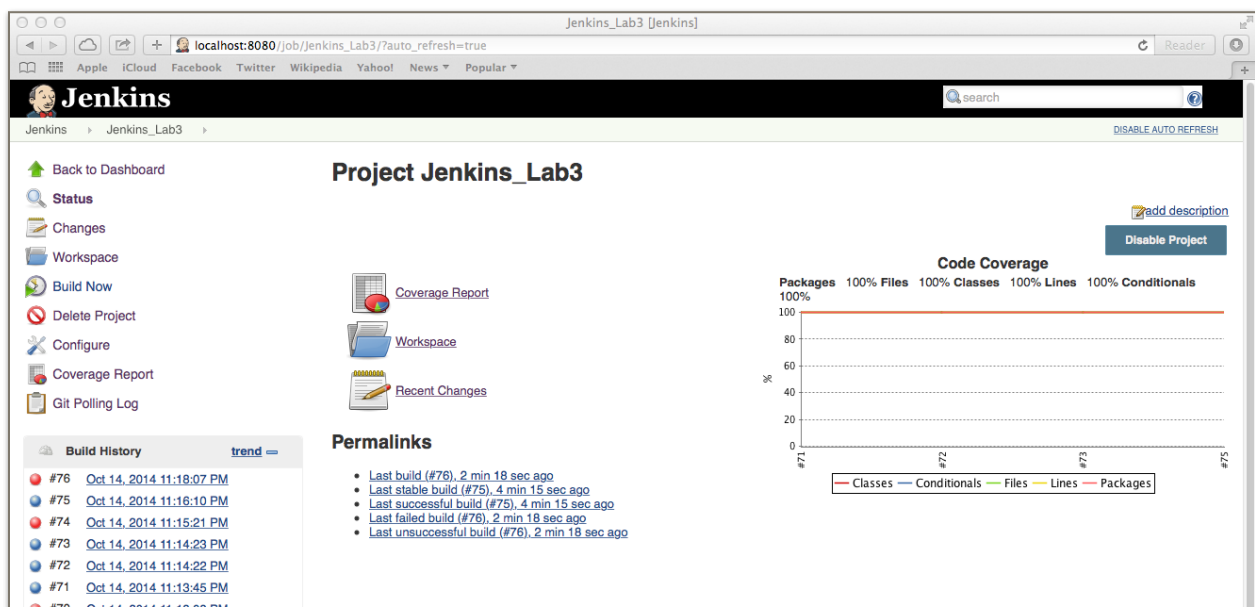 Jenkins_Lab3 [Jenkins]
localhost:8080/job/Jenkins_Lab3/?auto_refresh=true
Reader
Apple iCloud Facebook Twitter Wikipedia Yahoo! News Popular
Jenkins
search
?
Jenkins Jenkins_Lab3
DISABLE AUTO REFRESH
Back to Dashboard
Status
Changes
Workspace
Build Now
Delete Project
Configure
Coverage Report
Git Polling Log
Build History trend
#76 Oct 14, 2014 11:18:07 PM
#75 Oct 14, 2014 11:16:10 PM
#74 Oct 14, 2014 11:15:21 PM
#73 Oct 14, 2014 11:14:23 PM
#72 Oct 14, 2014 11:14:22 PM
#71 Oct 14, 2014 11:13:45 PM
Project Jenkins_Lab3
add description
Disable Project
Coverage Report
Workspace
Recent Changes
Permalinks
Last build (#76), 2 min 18 sec ago
Last stable build (#75), 4 min 15 sec ago
Last successful build (#75), 4 min 15 sec ago
Last failed build (#76), 2 min 18 sec ago
Last unsuccessful build (#76), 2 min 18 sec ago
Code Coverage
Packages 100% Files 100% Classes 100% Lines 100% Conditionals
100%
100
80
60
40
20
0
%
#71 #72 #73 #75
Classes Conditionals Files Lines Packages